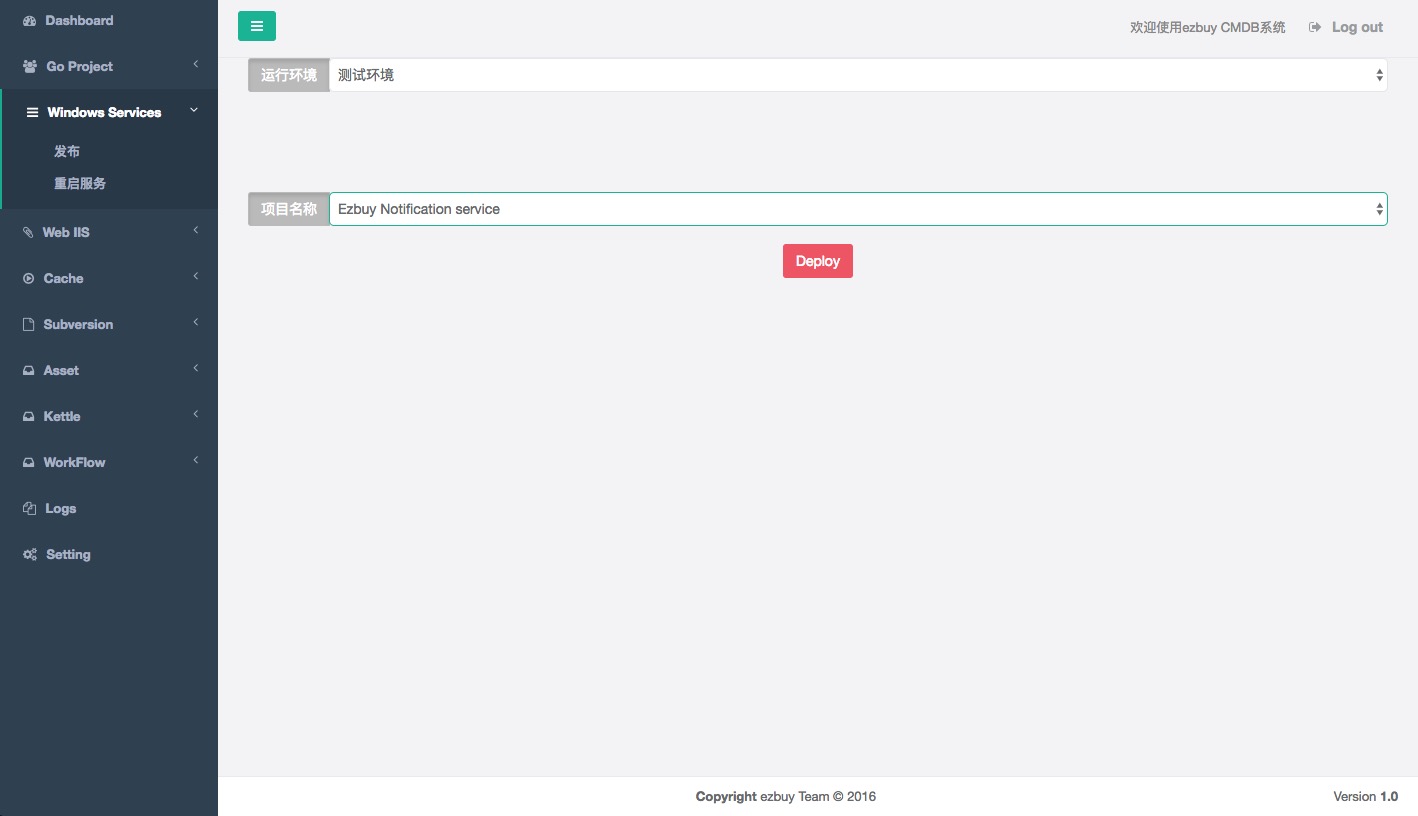 Dashboard
Go Project
Windows Services
发布
重启服务
Web IIS
Cache
Subversion
Asset
Kettle
WorkFlow
Logs
Setting
欢迎使用ezbuy CMDB系统
Log out
运行环境
测试环境
项目名称
Ezbuy Notification service
Deploy
Copyright ezbuy Team © 2016
Version 1.0